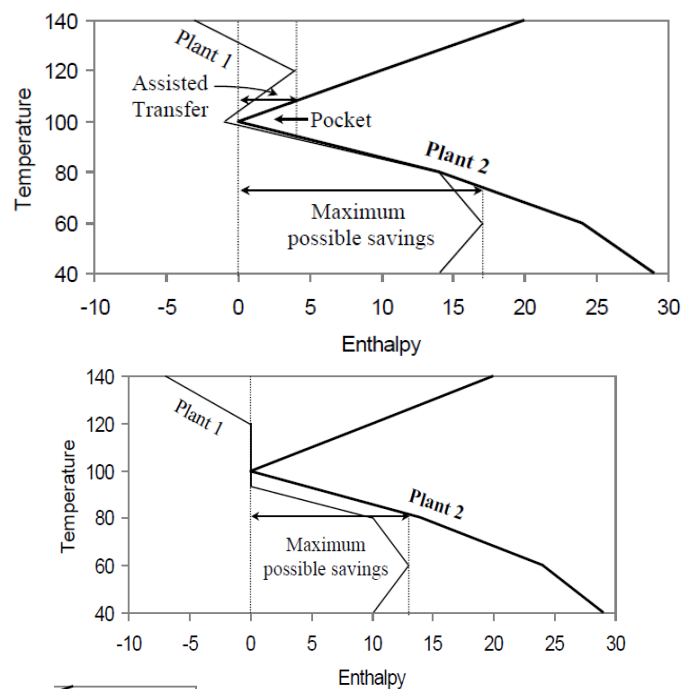 140
120
100
80
60
40
Temperature
Plant 1
Assisted
Transfer
Pocket
Plant 2
Maximum
possible savings
-10 -5 0 5 10 15 20 25 30
Enthalpy
140
120
100
80
60
40
Temperature
Plant 1
Plant 2
Maximum
possible savings
-10 -5 0 5 10 15 20 25 30
Enthalpy